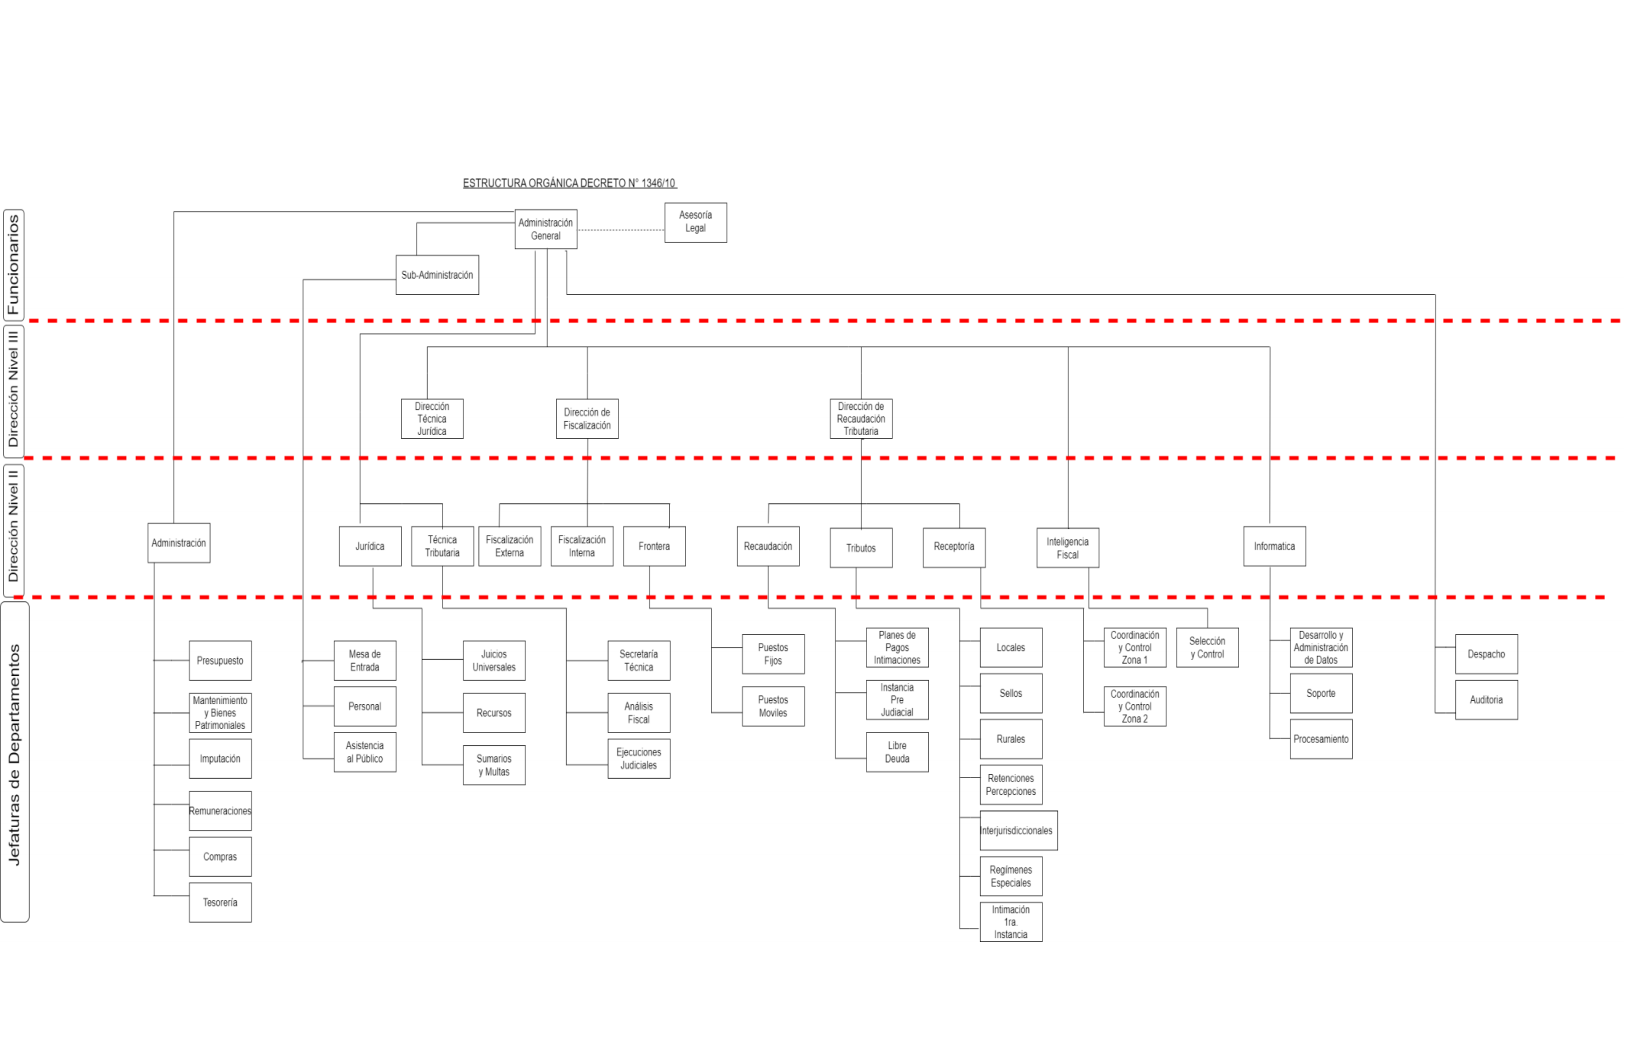 ESTRUCTURA ORGÁNICA DECRETO N° 1346/10
Funcionarios
Administración
General
Asesoría
Legal
Sub-Administración
Dirección Nivel III
Dirección
Técnica
Jurídica
Dirección de
Fiscalización
Dirección de
Recaudación
Tributaria
Dirección Nivel II
Administración
Jurídica
Técnica
Tributaria
Fiscalización
Externa
Fiscalización
Interna
Frontera
Recaudación
Tributos
Receptoría
Inteligencia
Fiscal
Informatica
Jefaturas de Departamentos
Presupuesto
Mantenimiento
y Bienes
Patrimoniales
Imputación
Remuneraciones
Compras
Tesorería
Mesa de
Entrada
Personal
Asistencia
al Público
Juicios
Universales
Recursos
Sumarios
y Multas
Secretaría
Técnica
Análisis
Fiscal
Ejecuciones
Judiciales
Puestos
Fijos
Puestos
Moviles
Planes de
Pagos
Intimaciones
Instancia
Pre
Judiacial
Libre
Deuda
Locales
Sellos
Rurales
Retenciones
Percepciones
Interjurisdiccionales
Regímenes
Especiales
Intimación
1ra.
Instancia
Coordinación
y Control
Zona 1
Coordinación
y Control
Zona 2
Selección
y Control
Desarrollo y
Administración
de Datos
Soporte
Procesamiento
Despacho
Auditoria